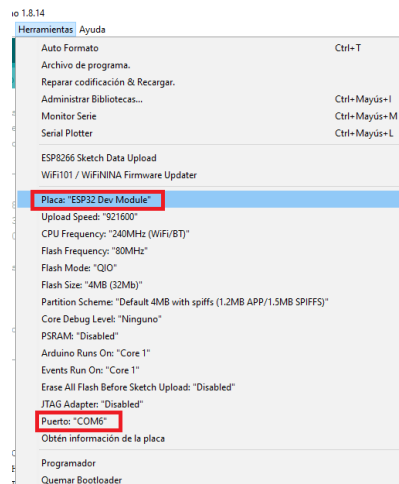 no 1.8.14
Herramientas Ayuda
Auto Formato Ctrl+T
Archivo de programa.
Reparar codificación & Recargar.
Administrar Bibliotecas... Ctrl+Mayús+I
Monitor Serie Ctrl+Mayús+M
Serial Plotter Ctrl+Mayús+L
ESP8266 Sketch Data Upload
WiFi101 / WiFiNINA Firmware Updater
Placa: "ESP32 Dev Module"
Upload Speed: "921600"
CPU Frequency: "240MHz (WiFi/BT)"
Flash Frequency: "80MHz"
Flash Mode: "QIO"
Flash Size: "4MB (32Mb)"
Partition Scheme: "Default 4MB with spiffs (1.2MB APP/1.5MB SPIFFS)"
Core Debug Level: "Ninguno"
PSRAM: "Disabled"
Arduino Runs On: "Core 1"
Events Run On: "Core 1"
Erase All Flash Before Sketch Upload: "Disabled"
JTAG Adapter: "Disabled"
Puerto: "COM6"
Obtén información de la placa
Programador
Quemar Bootloader